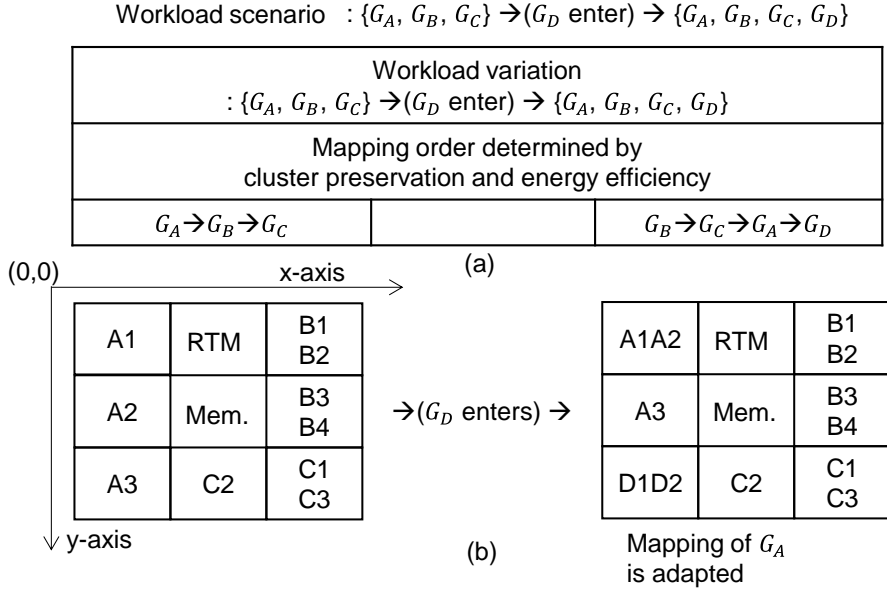 Workload scenario : {G_A, G_B, G_C} →(G_D enter) → {G_A, G_B, G_C, G_D}
Workload variation
: {G_A, G_B, G_C} →(G_D enter) → {G_A, G_B, G_C, G_D}
Mapping order determined by
cluster preservation and energy efficiency
G_A→G_B→G_C
G_B→G_C→G_A→G_D
(a)
(0,0)
x-axis
A1 RTM B1
B2
A2 Mem. B3
B4
A3 C2 C1
C3
y-axis
→(G_D enters) →
A1A2 RTM B1
B2
A3 Mem. B3
B4
D1D2 C2 C1
C3
(b)
Mapping of G_A
is adapted